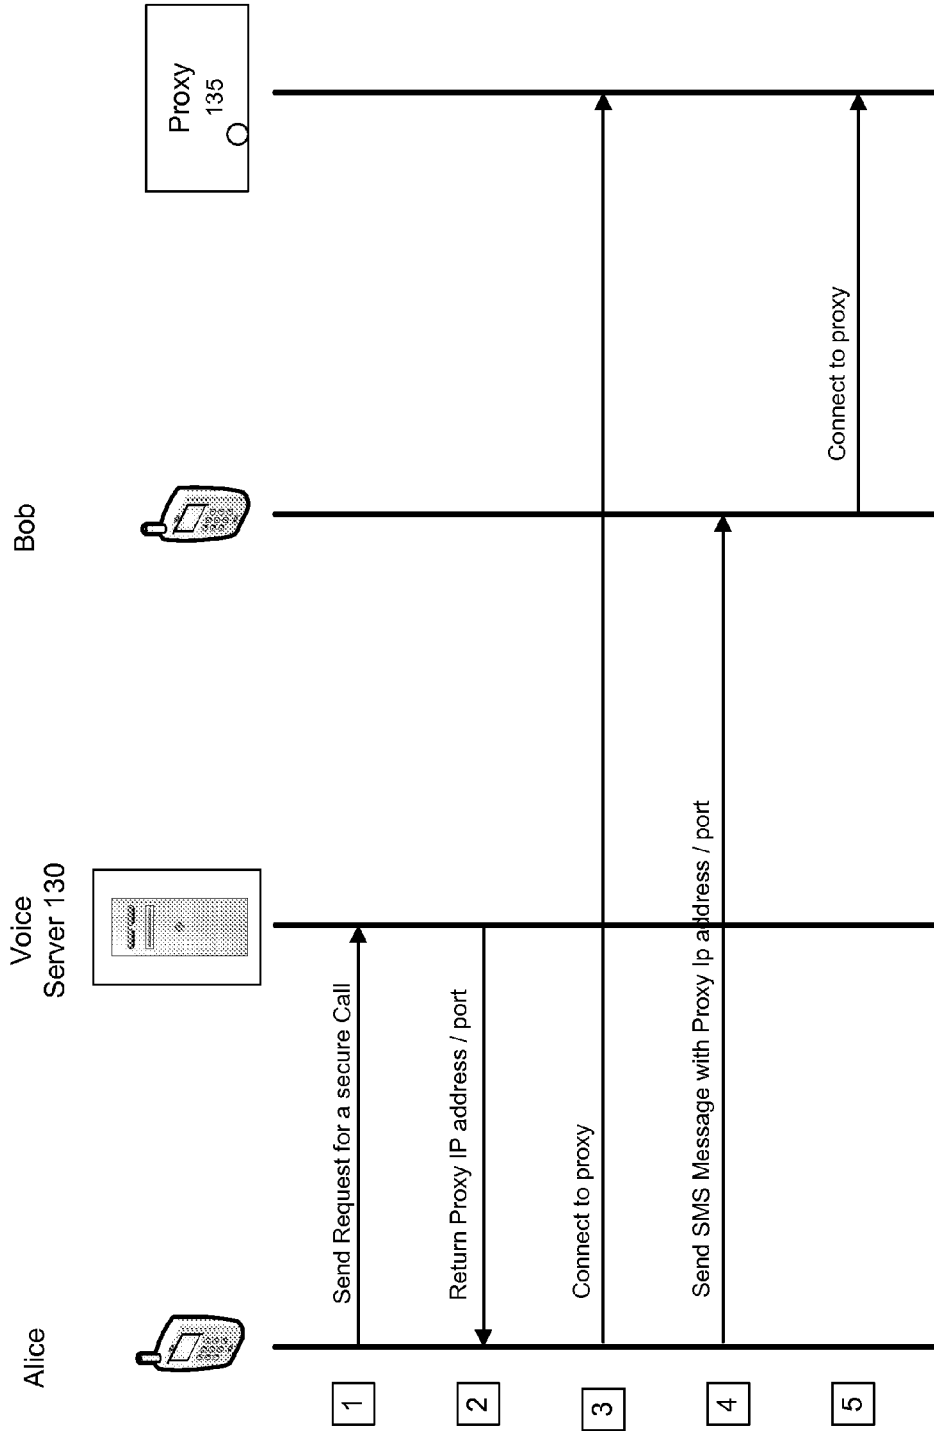 Alice
Voice
Server 130
Bob
Proxy
135
1
Send Request for a secure Call
2
Return Proxy IP address / port
3
Connect to proxy
4
Send SMS Message with Proxy Ip address / port
5
Connect to proxy